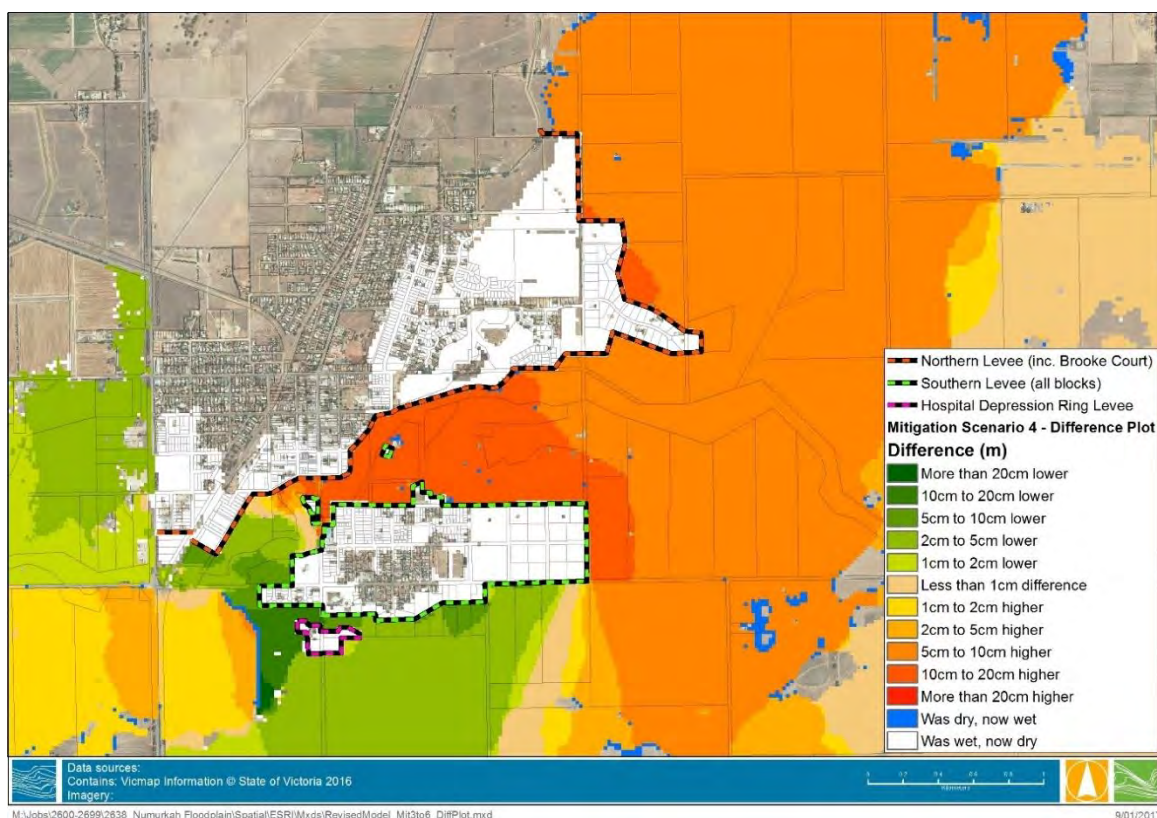 Northern Levee (inc. Brooke Court)
Southern Levee (all blocks)
Hospital Depression Ring Levee
Mitigation Scenario 4 - Difference Plot
Difference (m)
More than 20cm lower
10cm to 20cm lower
5cm to 10cm lower
2cm to 5cm lower
1cm to 2cm lower
Less than 1cm difference
1cm to 2cm higher
2cm to 5cm higher
5cm to 10cm higher
10cm to 20cm higher
More than 20cm higher
Was dry, now wet
Was wet, now dry
Data sources:
Contains: Vicmap Information © State of Victoria 2016
Imagery:
Kilometres
M:\Jobs\2600-2699\2638_Numurkah Floodplain\Spatial\ESRI\Mxds\RevisedModel_Mit3to6_DiffPlot.mxd